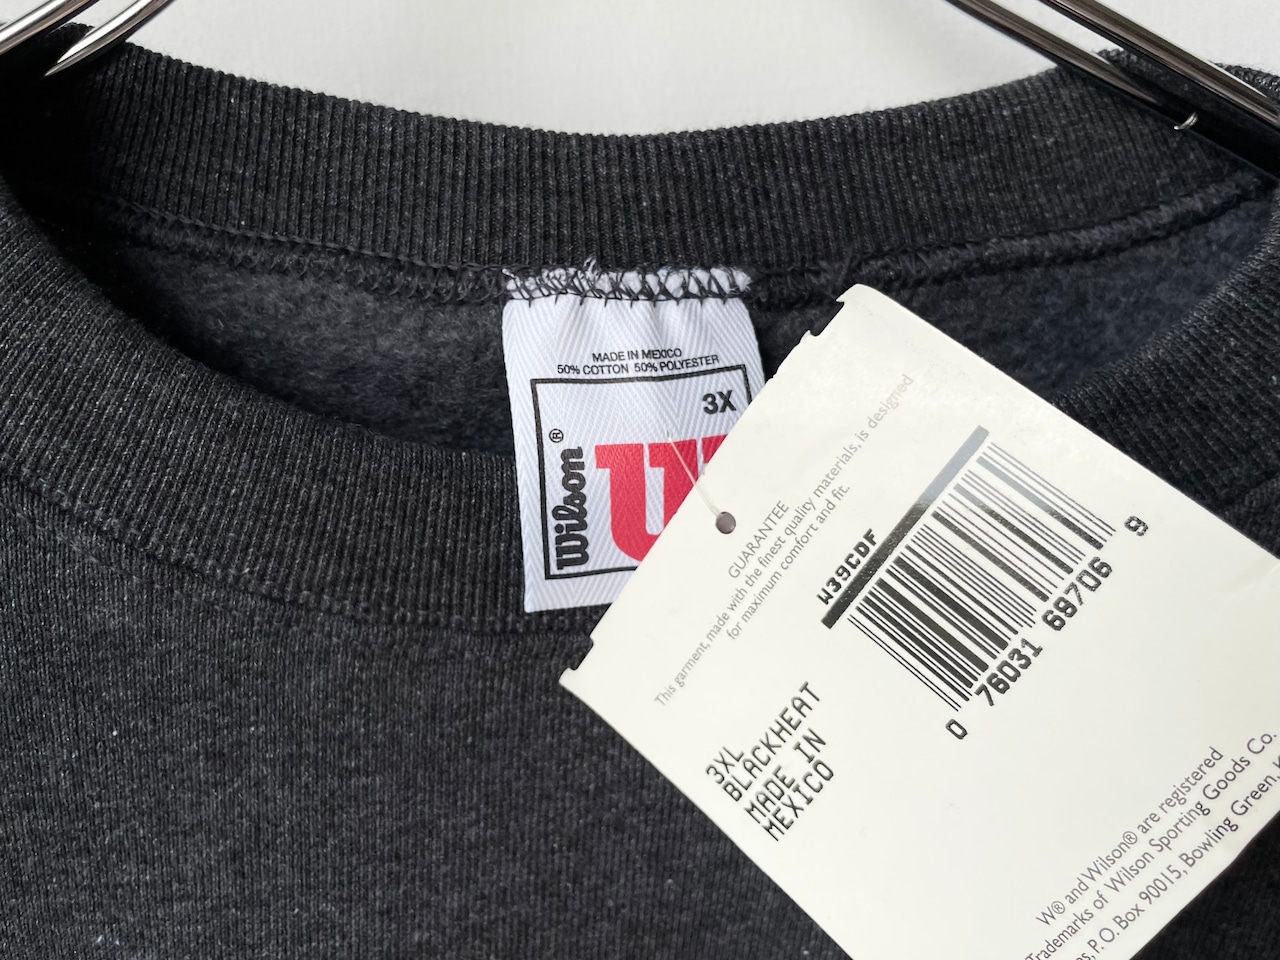 MADE IN MEXICO
50% COTTON 50% POLYESTER
3X
Wilson®
GUARANTEE
This garment, made with the finest quality materials, is designed
for maximum comfort and fit.
W39CDF
0 76031 69706 9
3XL
BLACKHEAT
MADE IN
MEXICO
W® and Wilson® are registered
Trademarks of Wilson Sporting Goods Co.
P.O. Box 90015, Bowling Green,